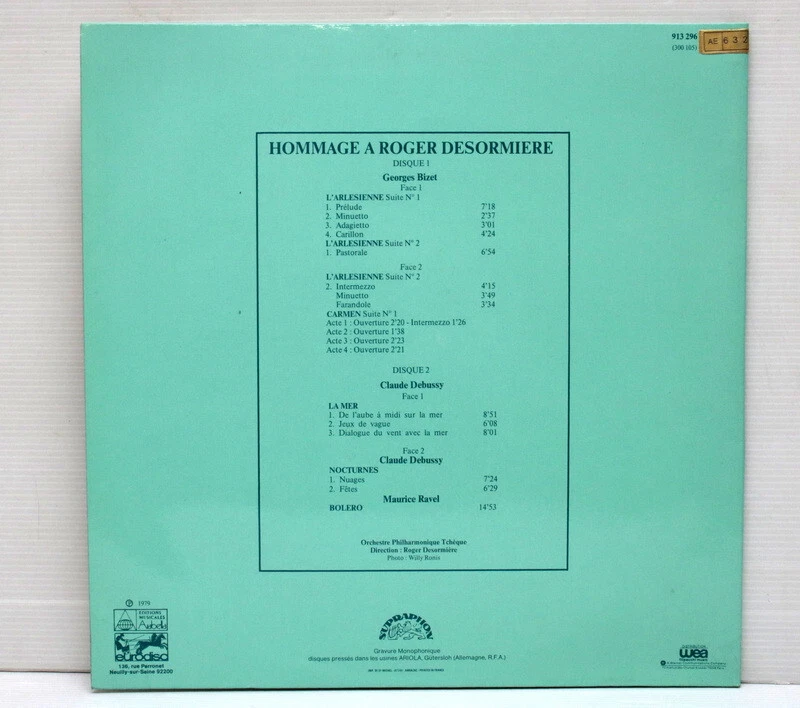 913 296
(300 105)
AE 632
HOMMAGE A ROGER DESORMIERE
DISQUE 1
Georges Bizet
Face 1
L'ARLESIENNE Suite N° 1
1. Prélude 7'18
2. Minuetto 2'37
3. Adagietto 3'01
4. Carillon 4'24
L'ARLESIENNE Suite N° 2
1. Pastorale 6'54
Face 2
L'ARLESIENNE Suite N° 2
2. Intermezzo 4'15
Minuetto 3'49
Farandole 3'34
CARMEN Suite N° 1
Acte 1 : Ouverture 2'20 - Intermezzo 1'26
Acte 2 : Ouverture 1'38
Acte 3 : Ouverture 2'23
Acte 4 : Ouverture 2'21
DISQUE 2
Claude Debussy
Face 1
LA MER
1. De l'aube à midi sur la mer 8'51
2. Jeux de vague 6'08
3. Dialogue du vent avec la mer 8'01
Face 2
Claude Debussy
NOCTURNES
1. Nuages 7'24
2. Fêtes 6'29
Maurice Ravel
BOLERO 14'53
Orchestre Philharmonique Tchèque
Direction : Roger Desormière
Photo : Willy Ronis
℗ 1979
EDITIONS
MUSICALES
eurodisc
136, rue Perronet
Neuilly-sur-Seine 92200
SUPRAPHON
Gravure Monophonique
disques pressés dans les usines ARIOLA, Gütersloh (Allemagne, R.F.A.)
wea